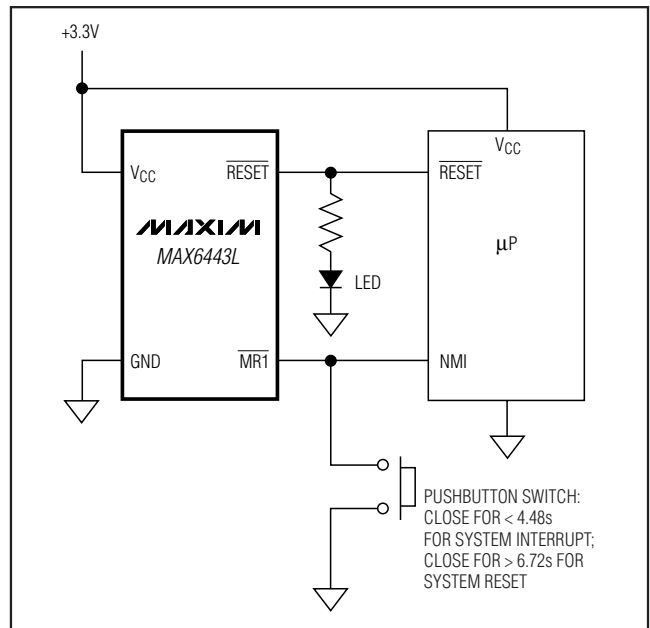 +3.3V
VCC
RESET
RESET
VCC
MAXIM
MAX6443L
µP
LED
GND
MR1
NMI
PUSHBUTTON SWITCH:
CLOSE FOR < 4.48s
FOR SYSTEM INTERRUPT;
CLOSE FOR > 6.72s FOR
SYSTEM RESET